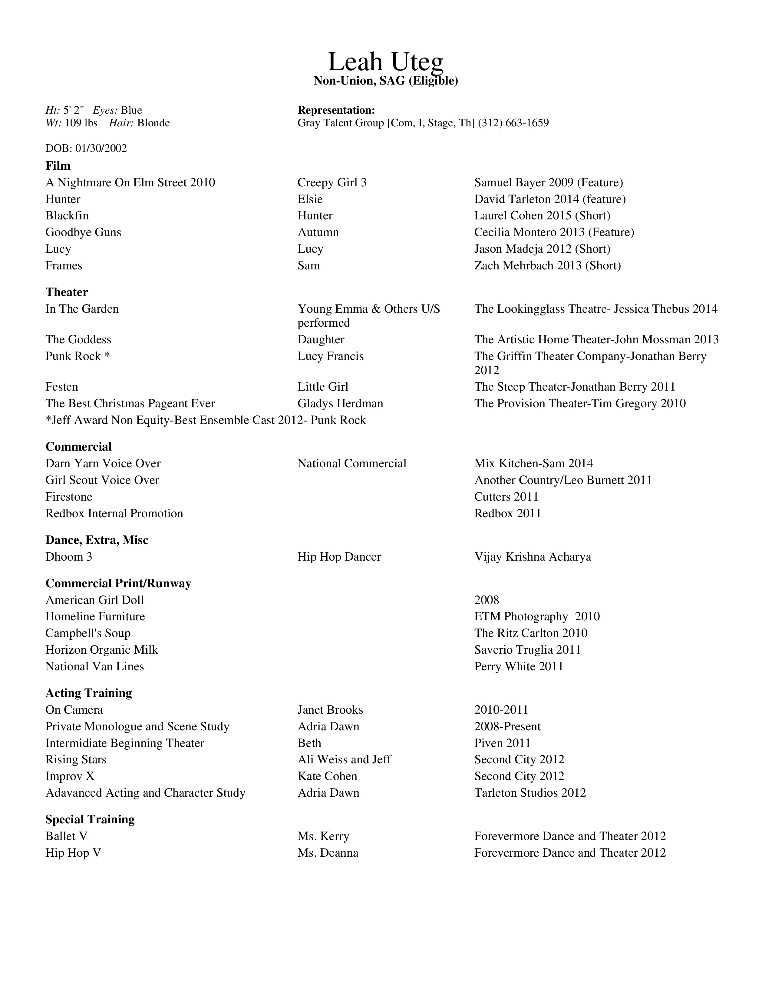 Leah Uteg
Non-Union, SAG (Eligible)
Ht: 5' 2" Eyes: Blue Representation:
Wt: 109 lbs Hair: Blonde Gray Talent Group [Com, I, Stage, Th] (312) 663-1659
DOB: 01/30/2002
Film
A Nightmare On Elm Street 2010 Creepy Girl 3 Samuel Bayer 2009 (Feature)
Hunter Elsie David Tarleton 2014 (feature)
Blackfin Hunter Laurel Cohen 2015 (Short)
Goodbye Guns Autumn Cecilia Montero 2013 (Feature)
Lucy Lucy Jason Madeja 2012 (Short)
Frames Sam Zach Mehrbach 2013 (Short)
Theater
In The Garden Young Emma & Others U/S The Lookingglass Theatre- Jessica Thebus 2014
performed
The Goddess Daughter The Artistic Home Theater-John Mossman 2013
Punk Rock * Lucy Francis The Griffin Theater Company-Jonathan Berry
2012
Festen Little Girl The Steep Theater-Jonathan Berry 2011
The Best Christmas Pageant Ever Gladys Herdman The Provision Theater-Tim Gregory 2010
*Jeff Award Non Equity-Best Ensemble Cast 2012- Punk Rock
Commercial
Darn Yarn Voice Over National Commercial Mix Kitchen-Sam 2014
Girl Scout Voice Over Another Country/Leo Burnett 2011
Firestone Cutters 2011
Redbox Internal Promotion Redbox 2011
Dance, Extra, Misc
Dhoom 3 Hip Hop Dancer Vijay Krishna Acharya
Commercial Print/Runway
American Girl Doll 2008
Homeline Furniture ETM Photography 2010
Campbell's Soup The Ritz Carlton 2010
Horizon Organic Milk Saverio Truglia 2011
National Van Lines Perry White 2011
Acting Training
On Camera Janet Brooks 2010-2011
Private Monologue and Scene Study Adria Dawn 2008-Present
Intermidiate Beginning Theater Beth Piven 2011
Rising Stars Ali Weiss and Jeff Second City 2012
Improv X Kate Cohen Second City 2012
Adavanced Acting and Character Study Adria Dawn Tarleton Studios 2012
Special Training
Ballet V Ms. Kerry Forevermore Dance and Theater 2012
Hip Hop V Ms. Deanna Forevermore Dance and Theater 2012